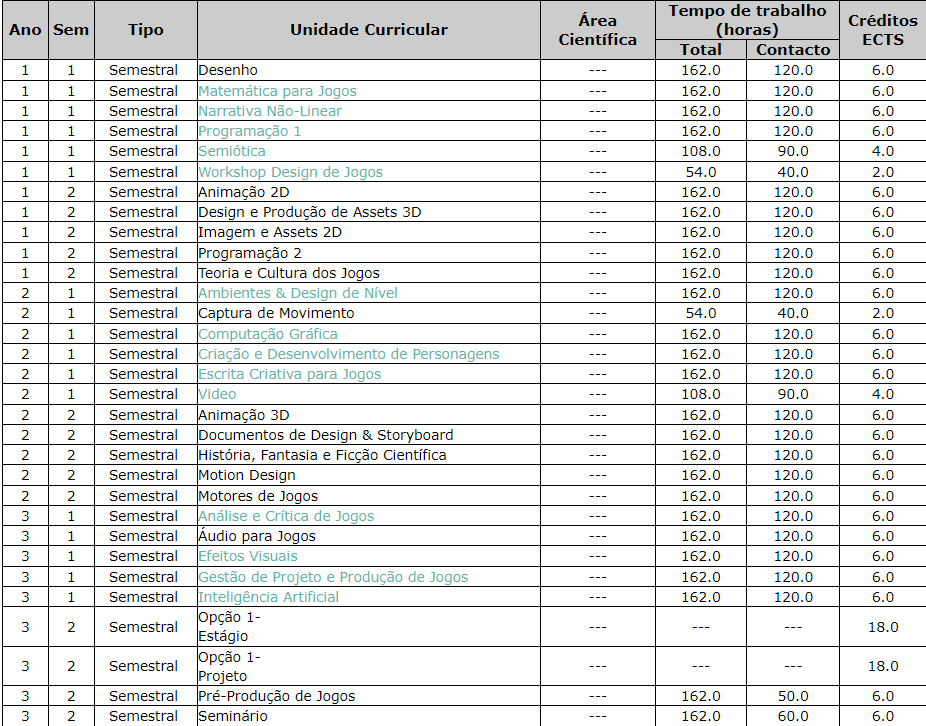 Ano Sem Tipo Unidade Curricular Área Científica Tempo de trabalho (horas) Créditos ECTS
Total Contacto
1 1 Semestral Desenho --- 162.0 120.0 6.0
1 1 Semestral Matemática para Jogos --- 162.0 120.0 6.0
1 1 Semestral Narrativa Não-Linear --- 162.0 120.0 6.0
1 1 Semestral Programação 1 --- 162.0 120.0 6.0
1 1 Semestral Semiótica --- 108.0 90.0 4.0
1 1 Semestral Workshop Design de Jogos --- 54.0 40.0 2.0
1 2 Semestral Animação 2D --- 162.0 120.0 6.0
1 2 Semestral Design e Produção de Assets 3D --- 162.0 120.0 6.0
1 2 Semestral Imagem e Assets 2D --- 162.0 120.0 6.0
1 2 Semestral Programação 2 --- 162.0 120.0 6.0
1 2 Semestral Teoria e Cultura dos Jogos --- 162.0 120.0 6.0
2 1 Semestral Ambientes & Design de Nível --- 162.0 120.0 6.0
2 1 Semestral Captura de Movimento --- 54.0 40.0 2.0
2 1 Semestral Computação Gráfica --- 162.0 120.0 6.0
2 1 Semestral Criação e Desenvolvimento de Personagens --- 162.0 120.0 6.0
2 1 Semestral Escrita Criativa para Jogos --- 162.0 120.0 6.0
2 1 Semestral Video --- 108.0 90.0 4.0
2 2 Semestral Animação 3D --- 162.0 120.0 6.0
2 2 Semestral Documentos de Design & Storyboard --- 162.0 120.0 6.0
2 2 Semestral História, Fantasia e Ficção Científica --- 162.0 120.0 6.0
2 2 Semestral Motion Design --- 162.0 120.0 6.0
2 2 Semestral Motores de Jogos --- 162.0 120.0 6.0
3 1 Semestral Análise e Crítica de Jogos --- 162.0 120.0 6.0
3 1 Semestral Áudio para Jogos --- 162.0 120.0 6.0
3 1 Semestral Efeitos Visuais --- 162.0 120.0 6.0
3 1 Semestral Gestão de Projeto e Produção de Jogos --- 162.0 120.0 6.0
3 1 Semestral Inteligência Artificial --- 162.0 120.0 6.0
3 2 Semestral Opção 1-
Estágio --- --- --- 18.0
3 2 Semestral Opção 1-
Projeto --- --- --- 18.0
3 2 Semestral Pré-Produção de Jogos --- 162.0 50.0 6.0
3 2 Semestral Seminário --- 162.0 60.0 6.0